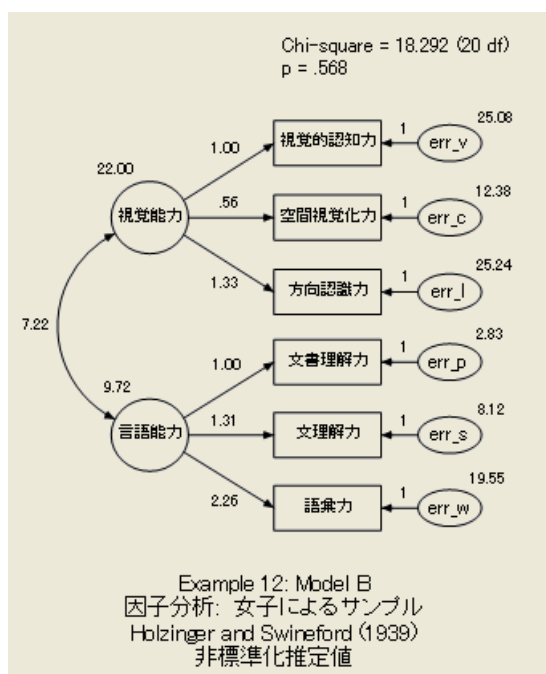 Chi-square = 18.292 (20 df)
p = .568
25.08
視覚的認知力
1
err_v
1.00
22.00
12.38
視覚能力
.56
空間視覚化力
1
err_c
25.24
1.33
方向認識力
1
err_l
7.22
2.83
文書理解力
1
err_p
1.00
9.72
8.12
言語能力
1.31
文理解力
1
err_s
19.55
2.26
語彙力
1
err_w
Example 12: Model B
因子分析: 女子によるサンプル
Holzinger and Swineford (1939)
非標準化推定値